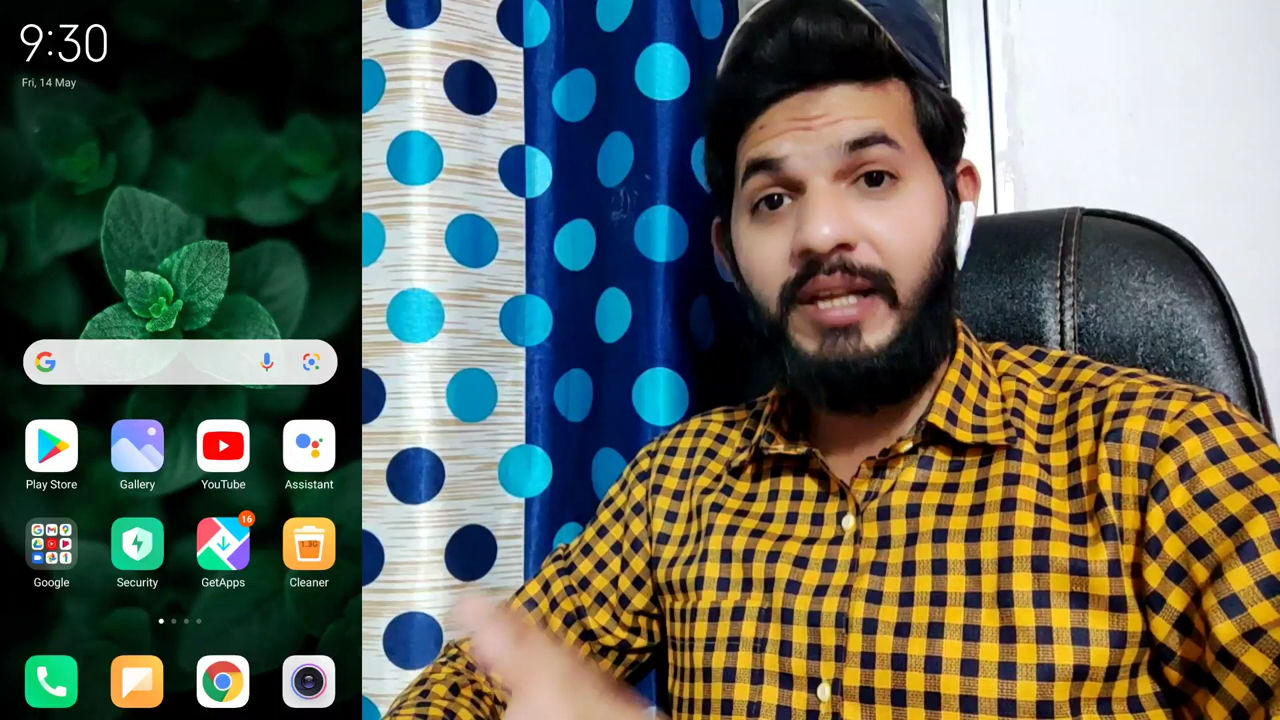 9:30
Fri, 14 May
Play Store
Gallery
YouTube
Assistant
16
Google
Security
GetApps
Cleaner